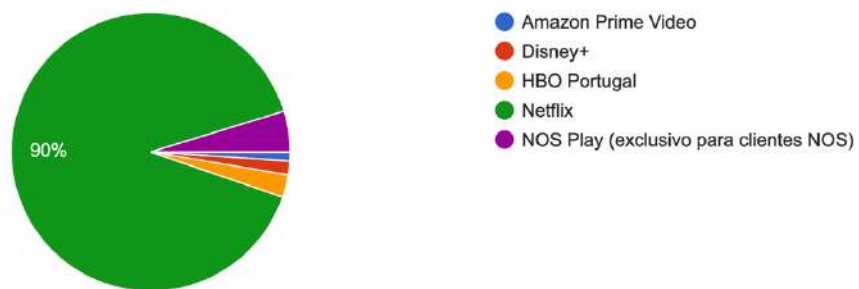 Amazon Prime Video
Disney+
HBO Portugal
Netflix
NOS Play (exclusivo para clientes NOS)
90%